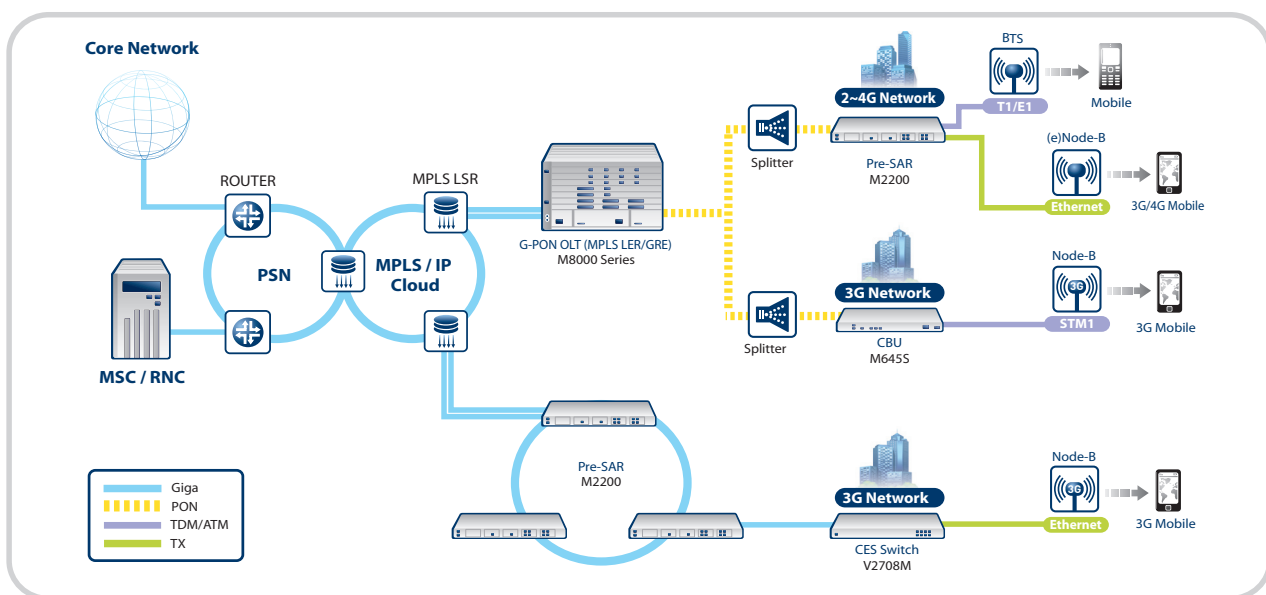 Core Network
ROUTER
MPLS LSR
PSN
MPLS / IP
Cloud
MSC / RNC
G-PON OLT (MPLS LER/GRE)
M8000 Series
Splitter
2~4G Network
Pre-SAR
M2200
BTS
T1/E1
Mobile
(e)Node-B
Ethernet
3G/4G Mobile
Splitter
3G Network
CBU
M645S
Node-B
3G
STM1
3G Mobile
Pre-SAR
M2200
3G Network
CES Switch
V2708M
Node-B
3G
Ethernet
3G Mobile
Giga
PON
TDM/ATM
TX